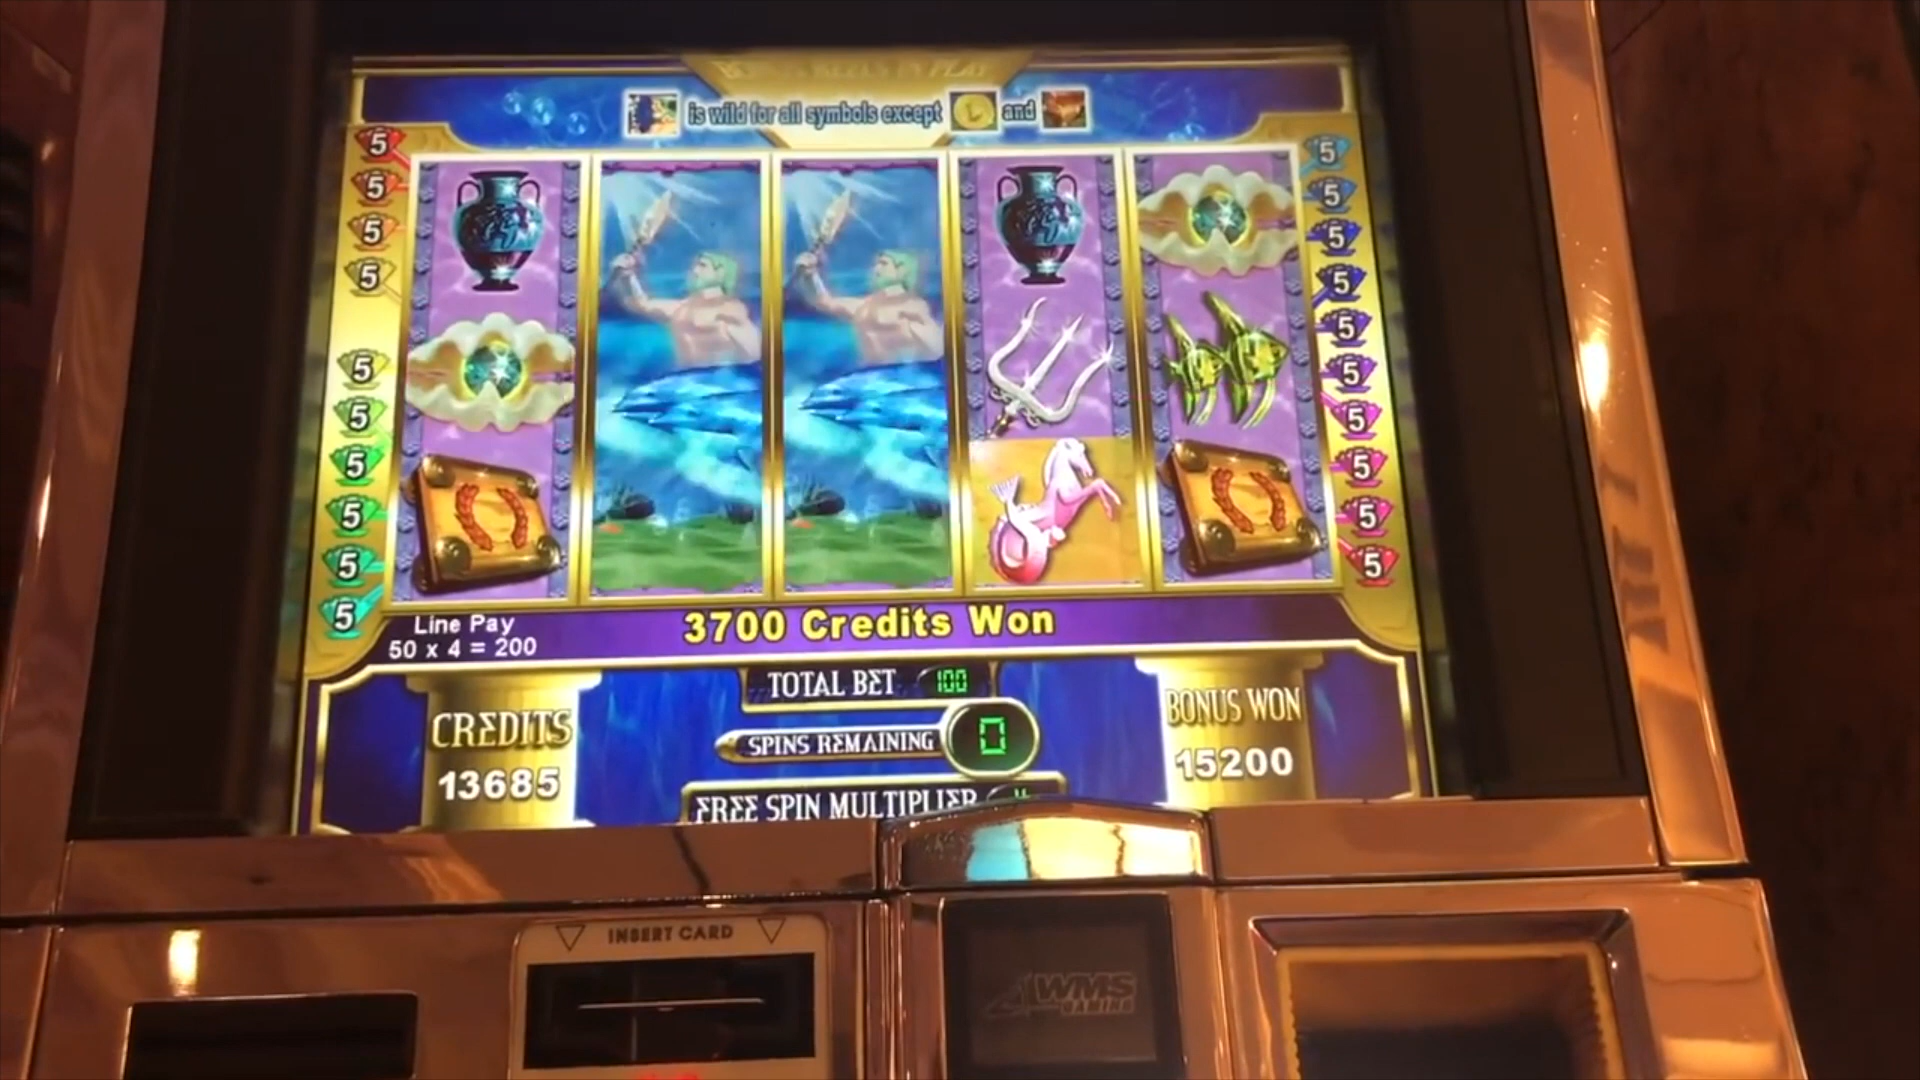 is wild for all symbols except and
5 5
5 5
5 5
5 5
5 5
5 5
5 5
5 5
5 5
5 5
Line Pay
50 x 4 = 200
3700 Credits Won
TOTAL BET 100
CREDITS
13685
SPINS REMAINING 0
BONUS WON
15200
FREE SPIN MULTIPLIER
INSERT CARD
WMS
GAMING